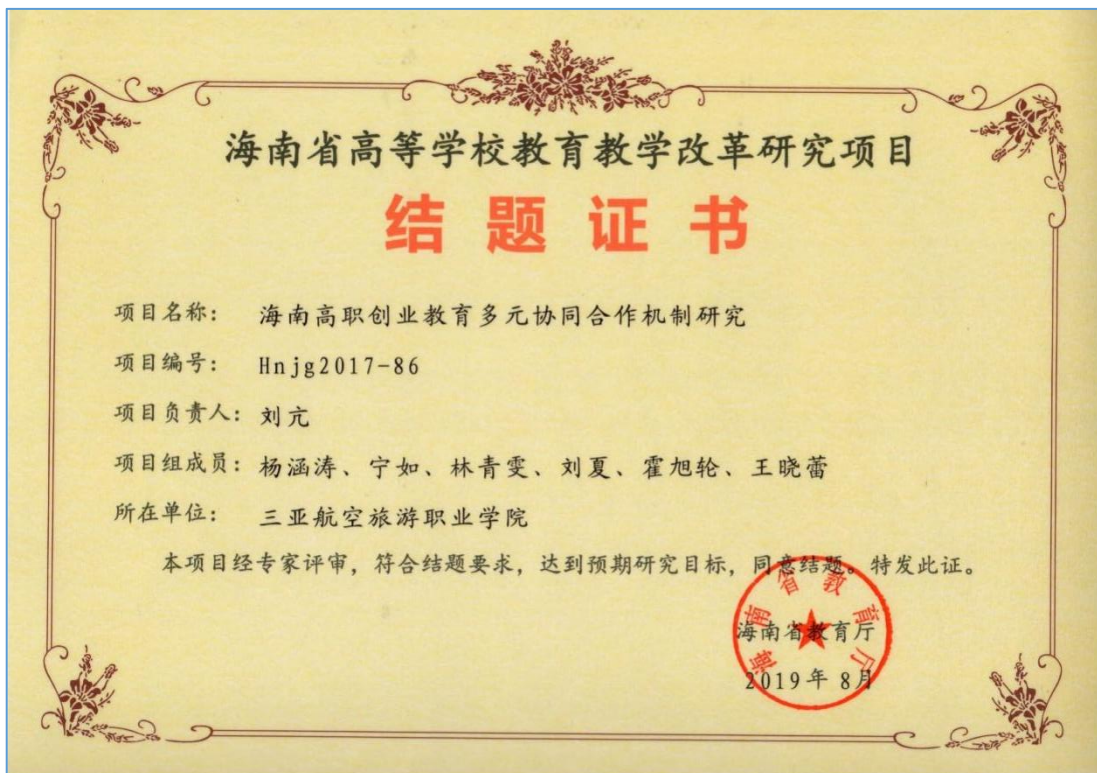 海南省高等学校教育教学改革研究项目
结题证书
项目名称： 海南高职创业教育多元协同合作机制研究
项目编号： Hnjg2017-86
项目负责人：刘亢
项目组成员：杨涵涛、宁如、林青雯、刘夏、霍旭轮、王晓蕾
所在单位： 三亚航空旅游职业学院
本项目经专家评审，符合结题要求，达到预期研究目标，同意结题。特发此证。
海南省教育厅
海南省教育厅
2019年8月